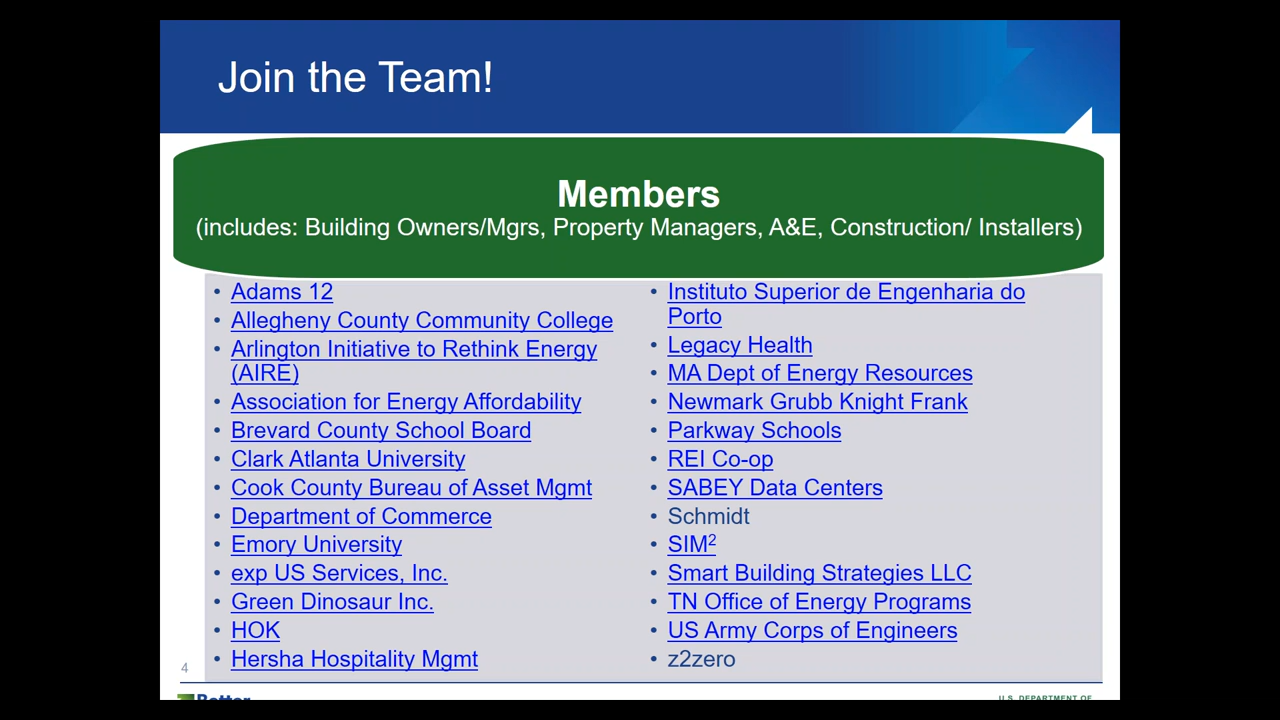 Join the Team!
Members
(includes: Building Owners/Mgrs, Property Managers, A&E, Construction/ Installers)
• Adams 12
• Allegheny County Community College
• Arlington Initiative to Rethink Energy
(AIRE)
• Association for Energy Affordability
• Brevard County School Board
• Clark Atlanta University
• Cook County Bureau of Asset Mgmt
• Department of Commerce
• Emory University
• exp US Services, Inc.
• Green Dinosaur Inc.
• HOK
• Hersha Hospitality Mgmt
• Instituto Superior de Engenharia do
Porto
• Legacy Health
• MA Dept of Energy Resources
• Newmark Grubb Knight Frank
• Parkway Schools
• REI Co-op
• SABEY Data Centers
• Schmidt
• SIM²
• Smart Building Strategies LLC
• TN Office of Energy Programs
• US Army Corps of Engineers
• z2zero
4
Better
U.S. DEPARTMENT OF